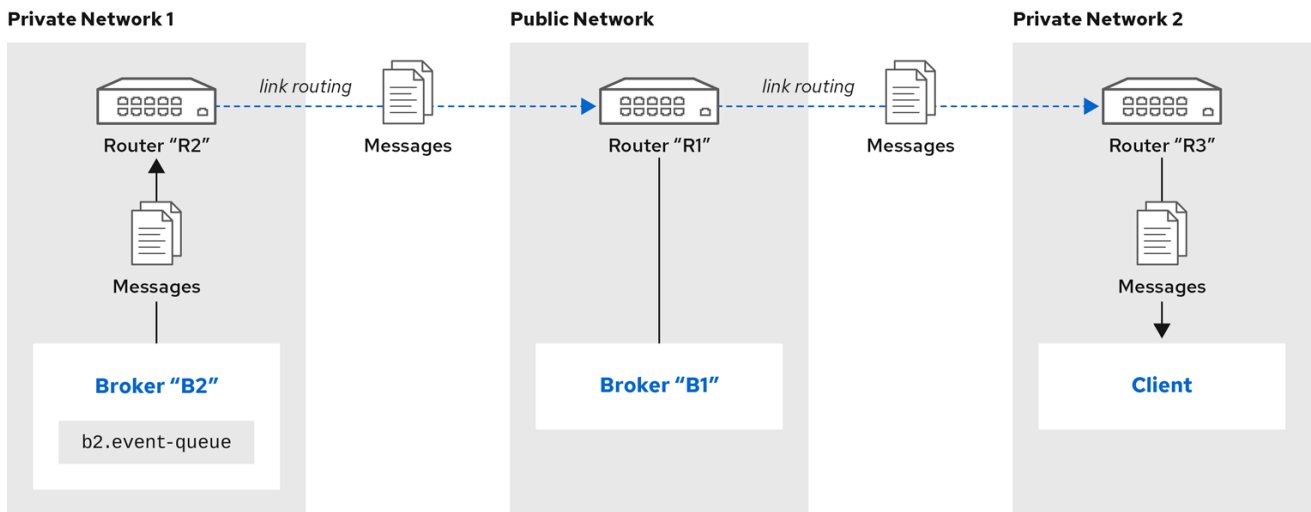 Private Network 1
Public Network
Private Network 2
link routing
link routing
Router “R2”
Messages
Router “R1”
Messages
Router “R3”
Messages
Messages
Broker “B2”
Broker “B1”
Client
b2.event-queue